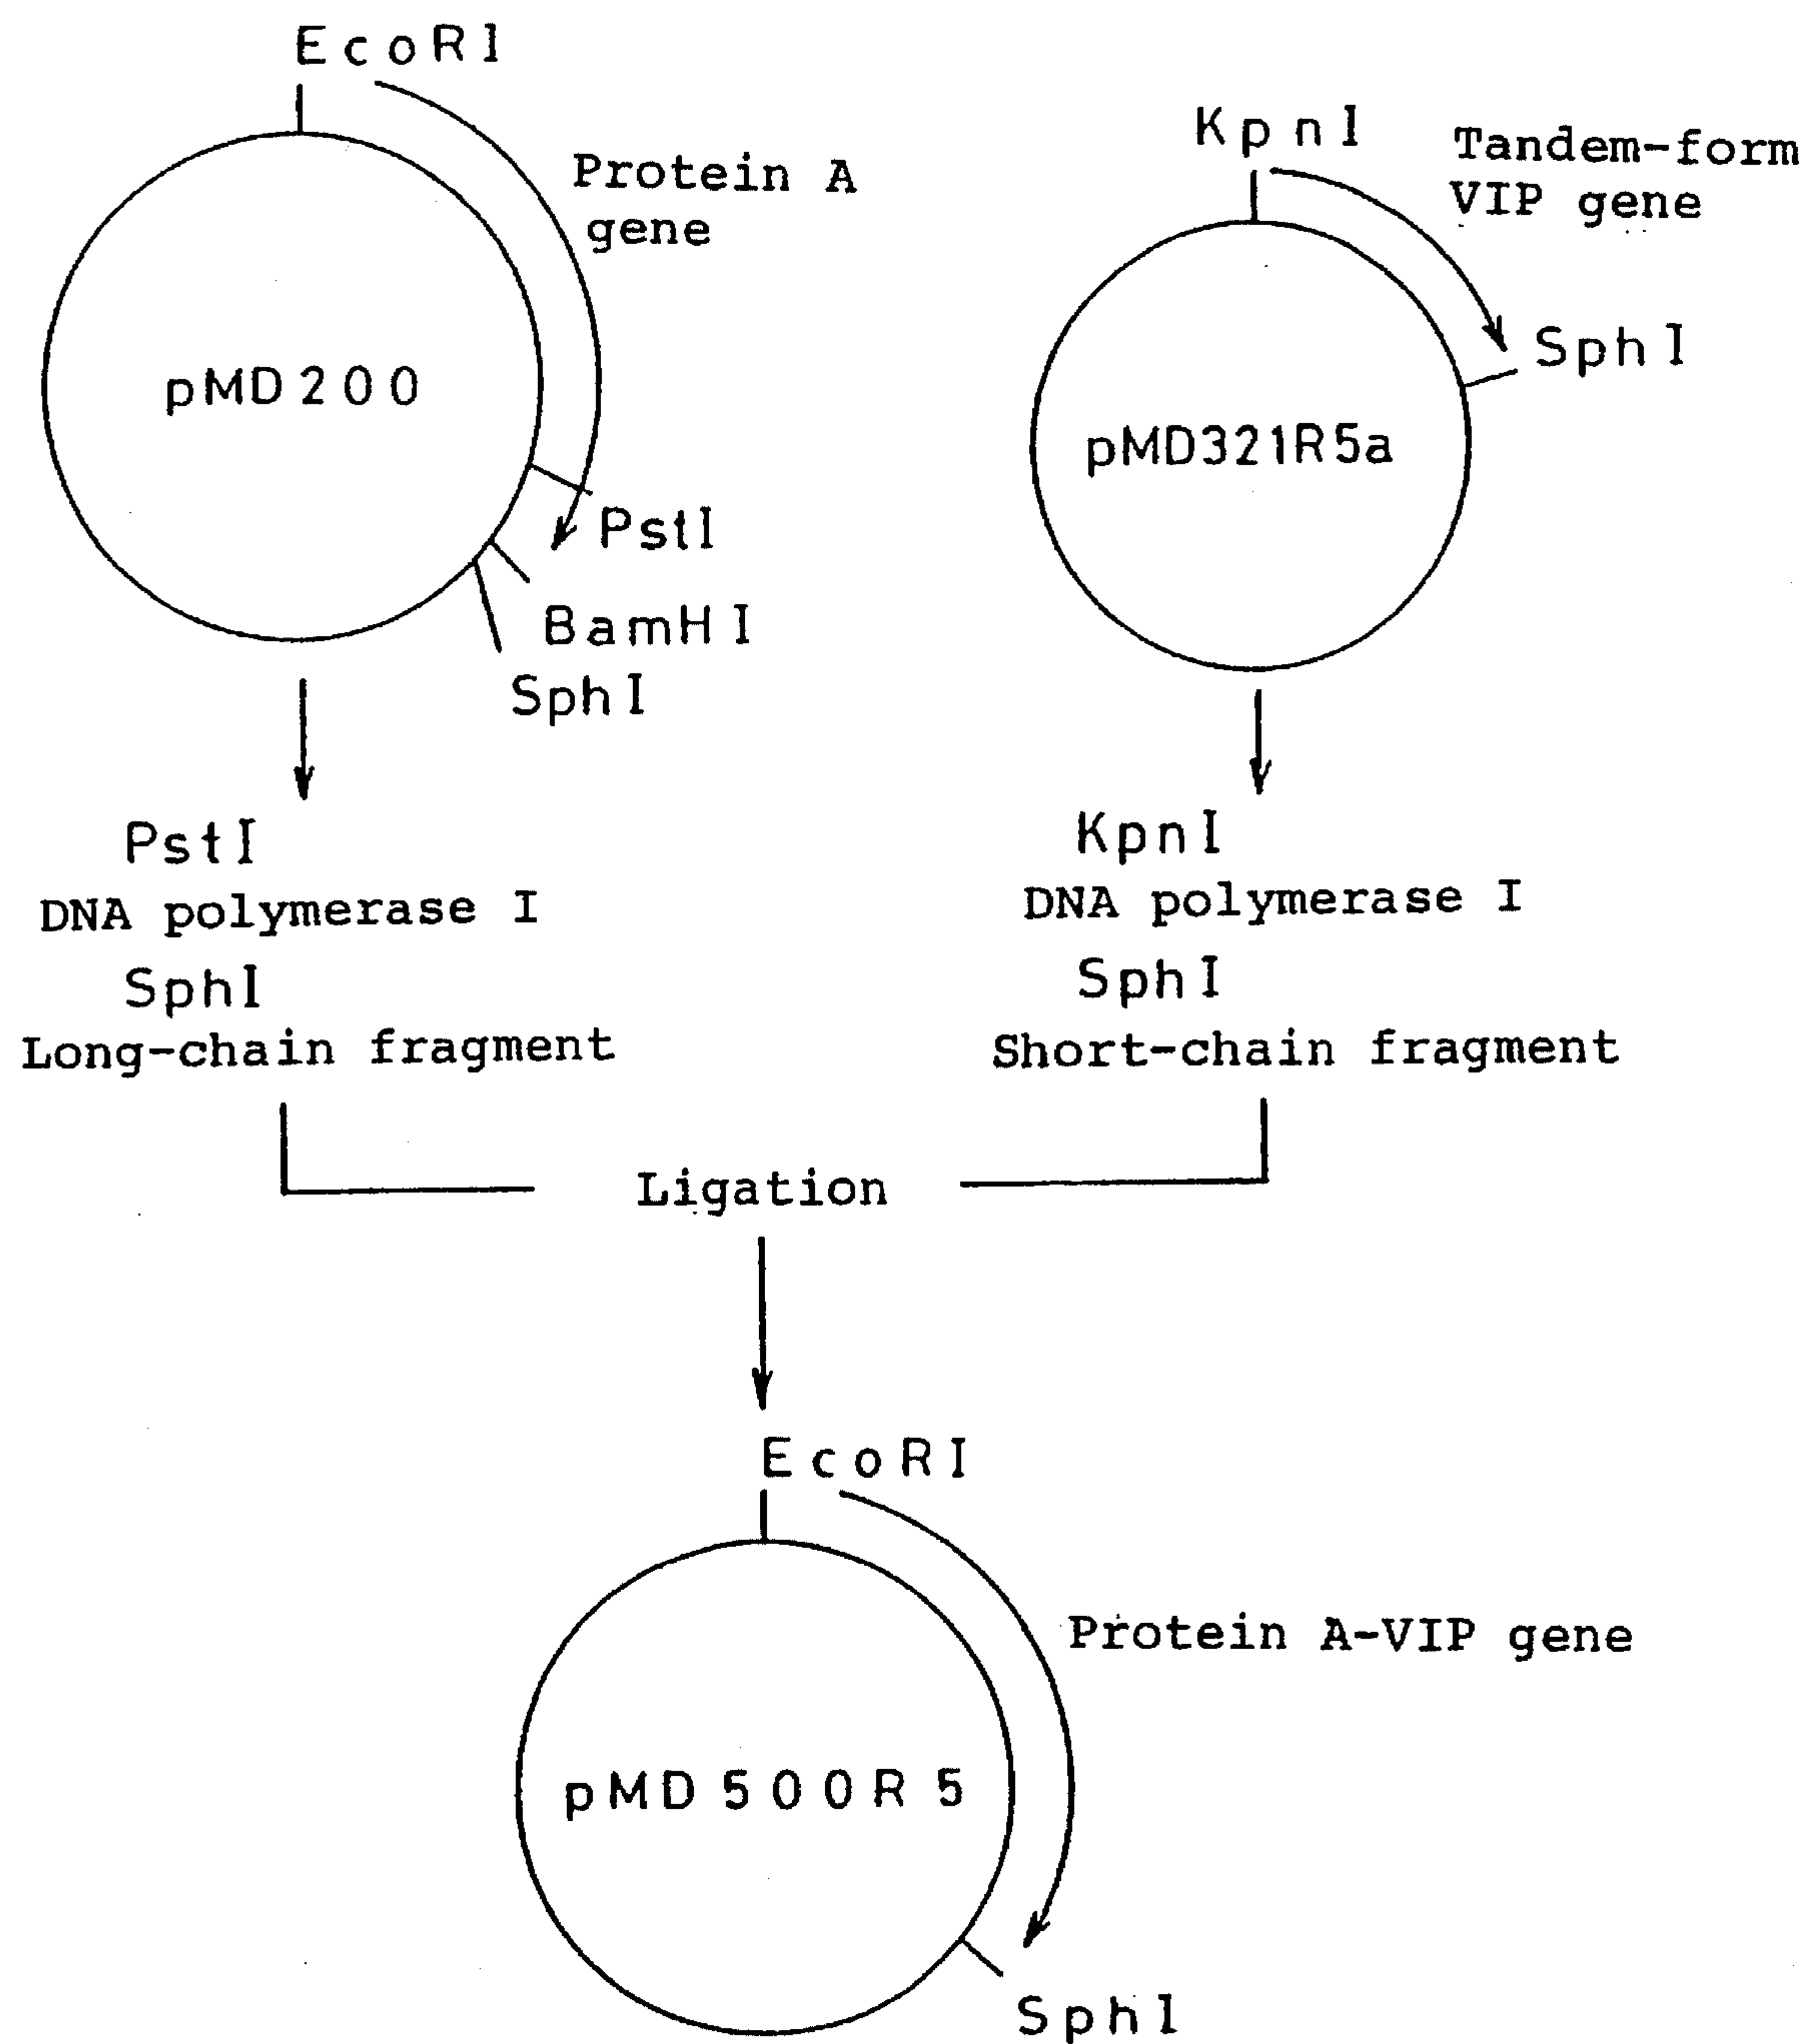 EcoRI
Protein A
gene
pMD200
PstI
BamHI
SphI
KpnI
Tandem-form
VIP gene
SphI
pMD321R5a
PstI
DNA polymerase I
SphI
Long-chain fragment
KpnI
DNA polymerase I
SphI
Short-chain fragment
Ligation
EcoRI
Protein A-VIP gene
pMD500R5
SphI